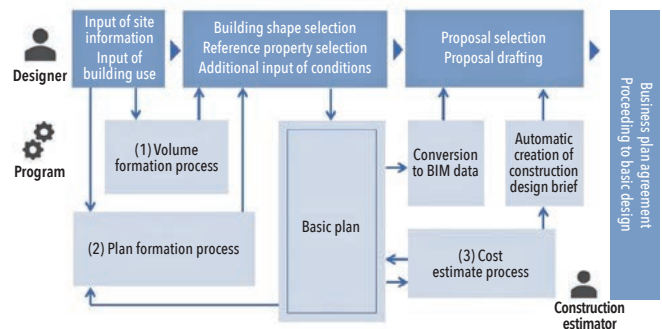 Designer
Input of site
information
Input of
building use
Building shape selection
Reference property selection
Additional input of conditions
Proposal selection
Proposal drafting
Business plan agreement
Proceeding to basic design
Program
(1) Volume
formation process
(2) Plan formation process
Basic plan
Conversion
to BIM data
Automatic
creation of
construction
design brief
(3) Cost
estimate process
Construction
estimator